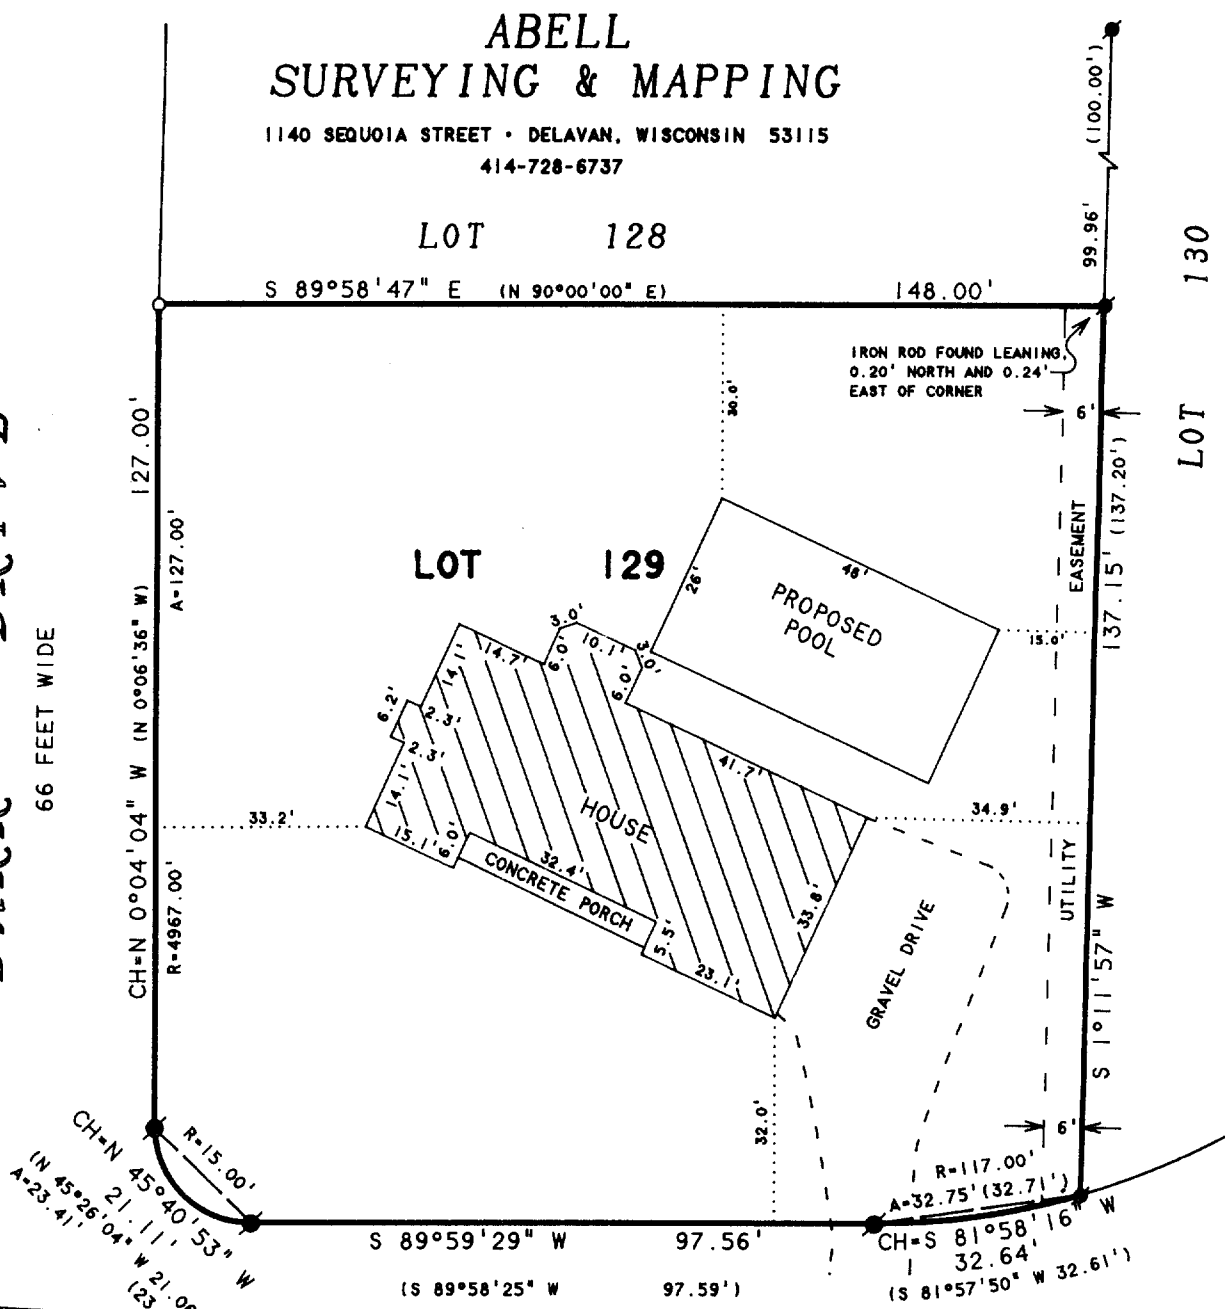 ABELL
SURVEYING & MAPPING
1140 SEQUOIA STREET · DELAVAN, WISCONSIN 53115
414-728-6737
(100.00')
99.96'
LOT 128
LOT 130
S 89°58'47" E (N 90°00'00" E) 148.00'
IRON ROD FOUND LEANING,
0.20' NORTH AND 0.24'
EAST OF CORNER
30.0'
6'
127.00'
A=127.00'
CH=N 0°04'04" W (N 0°06'36" W)
R=4967.00'
66 FEET WIDE
137.15' (137.20')
S 1°11'57" W
UTILITY EASEMENT
LOT 129
26'
48'
PROPOSED
POOL
15.0'
3.0'
10.1'
3.0'
6.0'
6.0'
14.7'
14.1'
6.2'
2.3'
2.3'
14.1'
41.7'
HOUSE
33.2'
34.9'
15.1'
6.0'
32.4'
CONCRETE PORCH
5.5'
23.1'
33.8'
GRAVEL DRIVE
32.0'
6'
R=15.00'
CH=N 45°40'53" W
21.11'
(N 45°26'04" W 21.06
A=23.41'
(23.
R=117.00'
A=32.75' (32.71')
S 89°59'29" W 97.56'
(S 89°58'25" W 97.59')
CH=S 81°58'16" W
32.64'
(S 81°57'50" W 32.61')